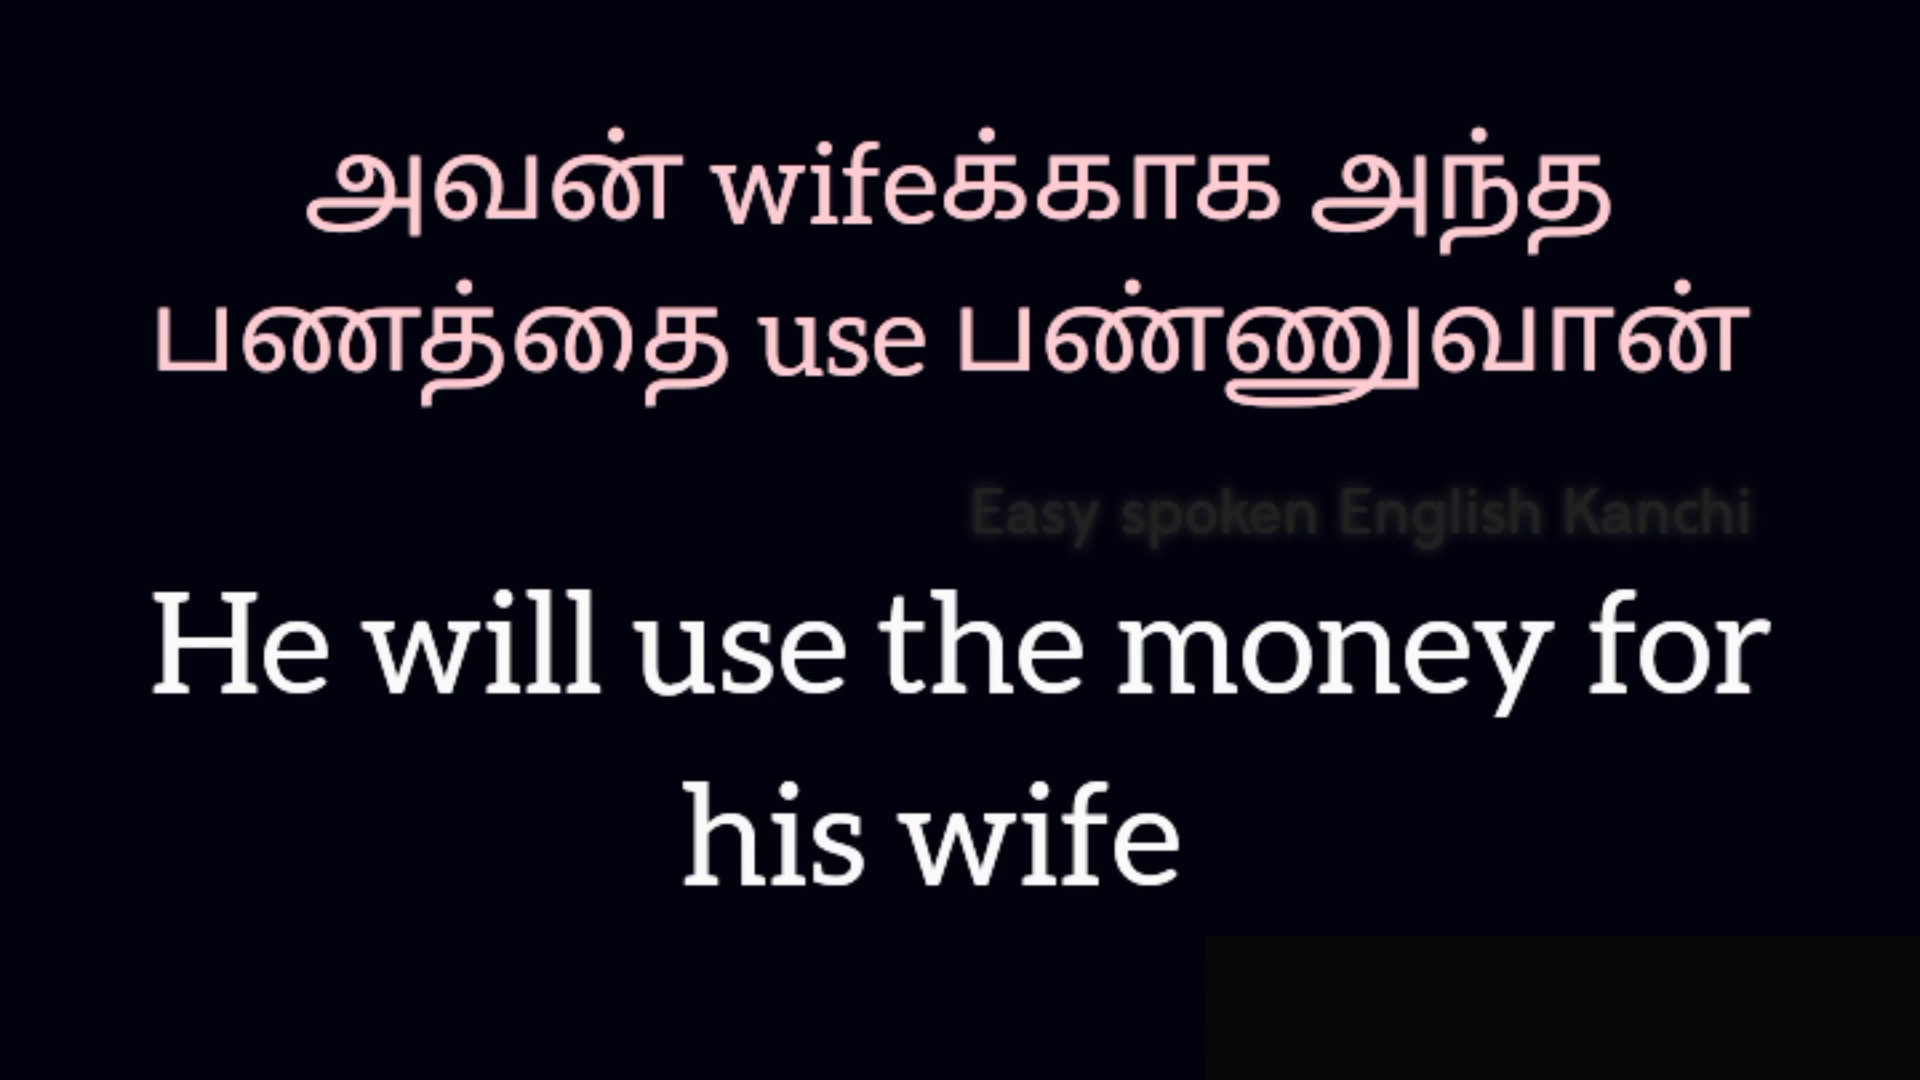 அவன் wifeக்காக அந்த
பணத்தை use பண்ணுவான்
Easy spoken English Kanchi
He will use the money for
his wife